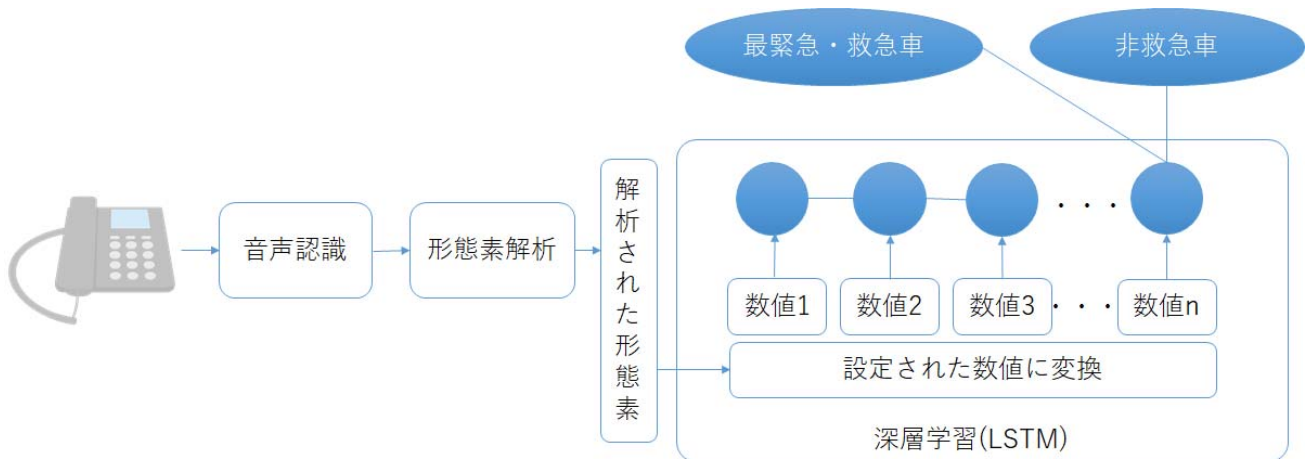 最緊急・救急車
非救急車
音声認識
形態素解析
解析された形態素
数値1
数値2
数値3
・・・
数値n
・・・
設定された数値に変換
深層学習(LSTM)